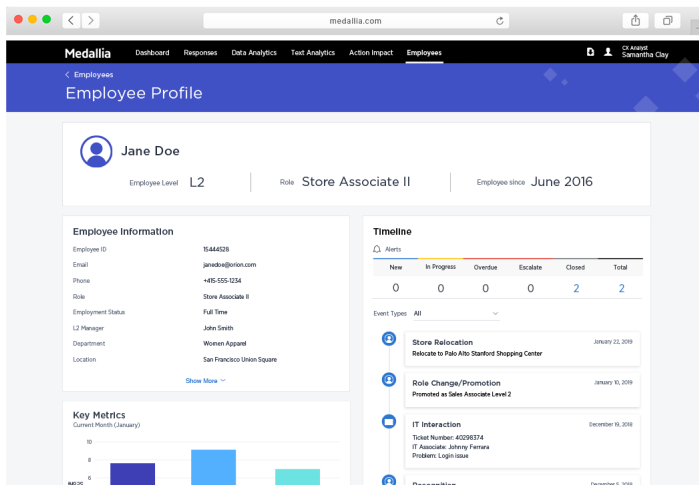 medallia.com
Medallia Dashboard Responses Data Analytics Text Analytics Action Impact Employees CX Analyst
Samantha Clay
< Employees
Employee Profile
Jane Doe
Employee Level L2 Role Store Associate II Employee since June 2016
Employee Information
Employee ID 15444528
Email janedoe@orion.com
Phone +415-555-1234
Role Store Associate II
Employment Status Full Time
L2 Manager John Smith
Department Women Apparel
Location San Francisco Union Square
Show More
Key Metrics
Current Month (January)
10
8
6
Timeline
Alerts
New In Progress Overdue Escalate Closed Total
0 0 0 0 2 2
Event Types All
Store Relocation January 22, 2019
Relocate to Palo Alto Stanford Shopping Center
Role Change/Promotion January 10, 2019
Promoted as Sales Associate Level 2
IT Interaction December 19, 2018
Ticket Number: 40298374
IT Associate: Johnny Ferrara
Problem: Login issue
Recognition December 5, 2018